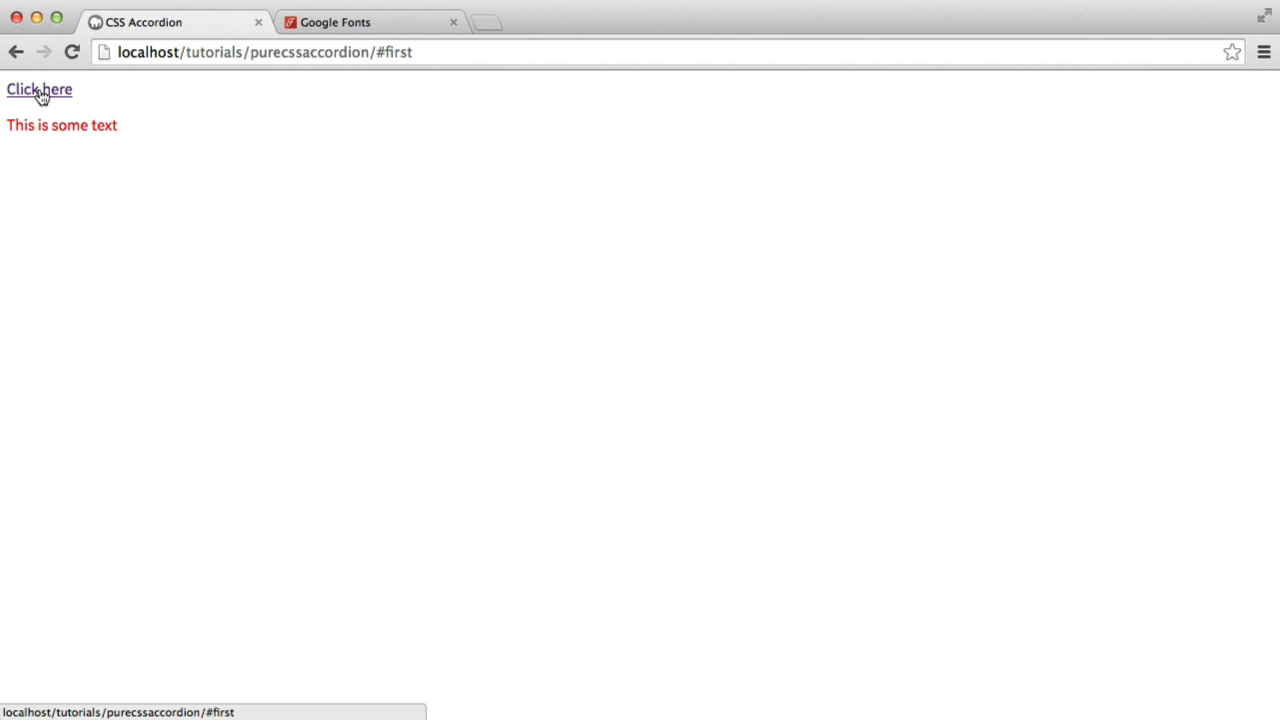 CSS Accordion
Google Fonts
localhost/tutorials/purecssaccordion/#first
Click here
This is some text
localhost/tutorials/purecssaccordion/#first